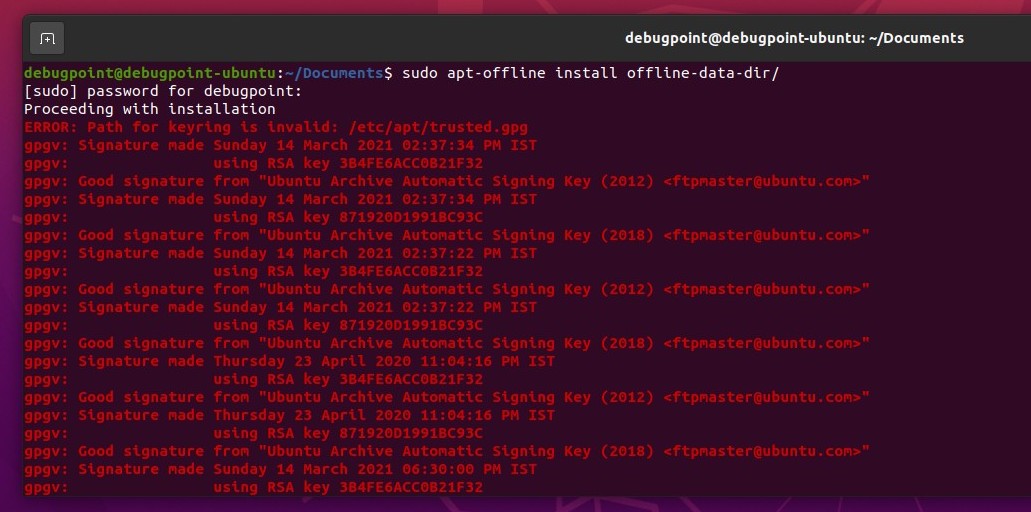 debugpoint@debugpoint-ubuntu: ~/Documents
debugpoint@debugpoint-ubuntu:~/Documents$ sudo apt-offline install offline-data-dir/
[sudo] password for debugpoint:
Proceeding with installation
ERROR: Path for keyring is invalid: /etc/apt/trusted.gpg
gpgv: Signature made Sunday 14 March 2021 02:37:34 PM IST
gpgv:                using RSA key 3B4FE6ACC0B21F32
gpgv: Good signature from "Ubuntu Archive Automatic Signing Key (2012) <ftpmaster@ubuntu.com>"
gpgv: Signature made Sunday 14 March 2021 02:37:34 PM IST
gpgv:                using RSA key 871920D1991BC93C
gpgv: Good signature from "Ubuntu Archive Automatic Signing Key (2018) <ftpmaster@ubuntu.com>"
gpgv: Signature made Sunday 14 March 2021 02:37:22 PM IST
gpgv:                using RSA key 3B4FE6ACC0B21F32
gpgv: Good signature from "Ubuntu Archive Automatic Signing Key (2012) <ftpmaster@ubuntu.com>"
gpgv: Signature made Sunday 14 March 2021 02:37:22 PM IST
gpgv:                using RSA key 871920D1991BC93C
gpgv: Good signature from "Ubuntu Archive Automatic Signing Key (2018) <ftpmaster@ubuntu.com>"
gpgv: Signature made Thursday 23 April 2020 11:04:16 PM IST
gpgv:                using RSA key 3B4FE6ACC0B21F32
gpgv: Good signature from "Ubuntu Archive Automatic Signing Key (2012) <ftpmaster@ubuntu.com>"
gpgv: Signature made Thursday 23 April 2020 11:04:16 PM IST
gpgv:                using RSA key 871920D1991BC93C
gpgv: Good signature from "Ubuntu Archive Automatic Signing Key (2018) <ftpmaster@ubuntu.com>"
gpgv: Signature made Sunday 14 March 2021 06:30:00 PM IST
gpgv:                using RSA key 3B4FE6ACC0B21F32